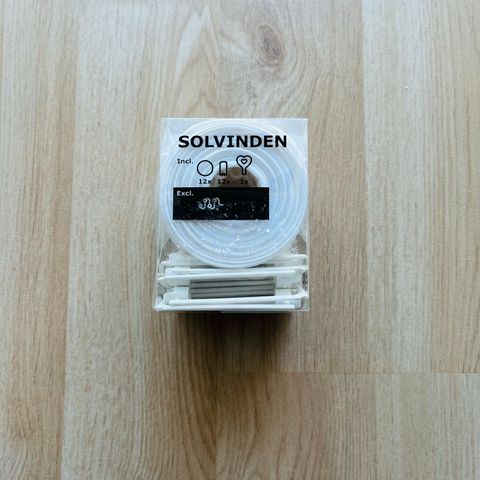 SOLVINDEN
Incl.
12x 12x 1x
Excl.